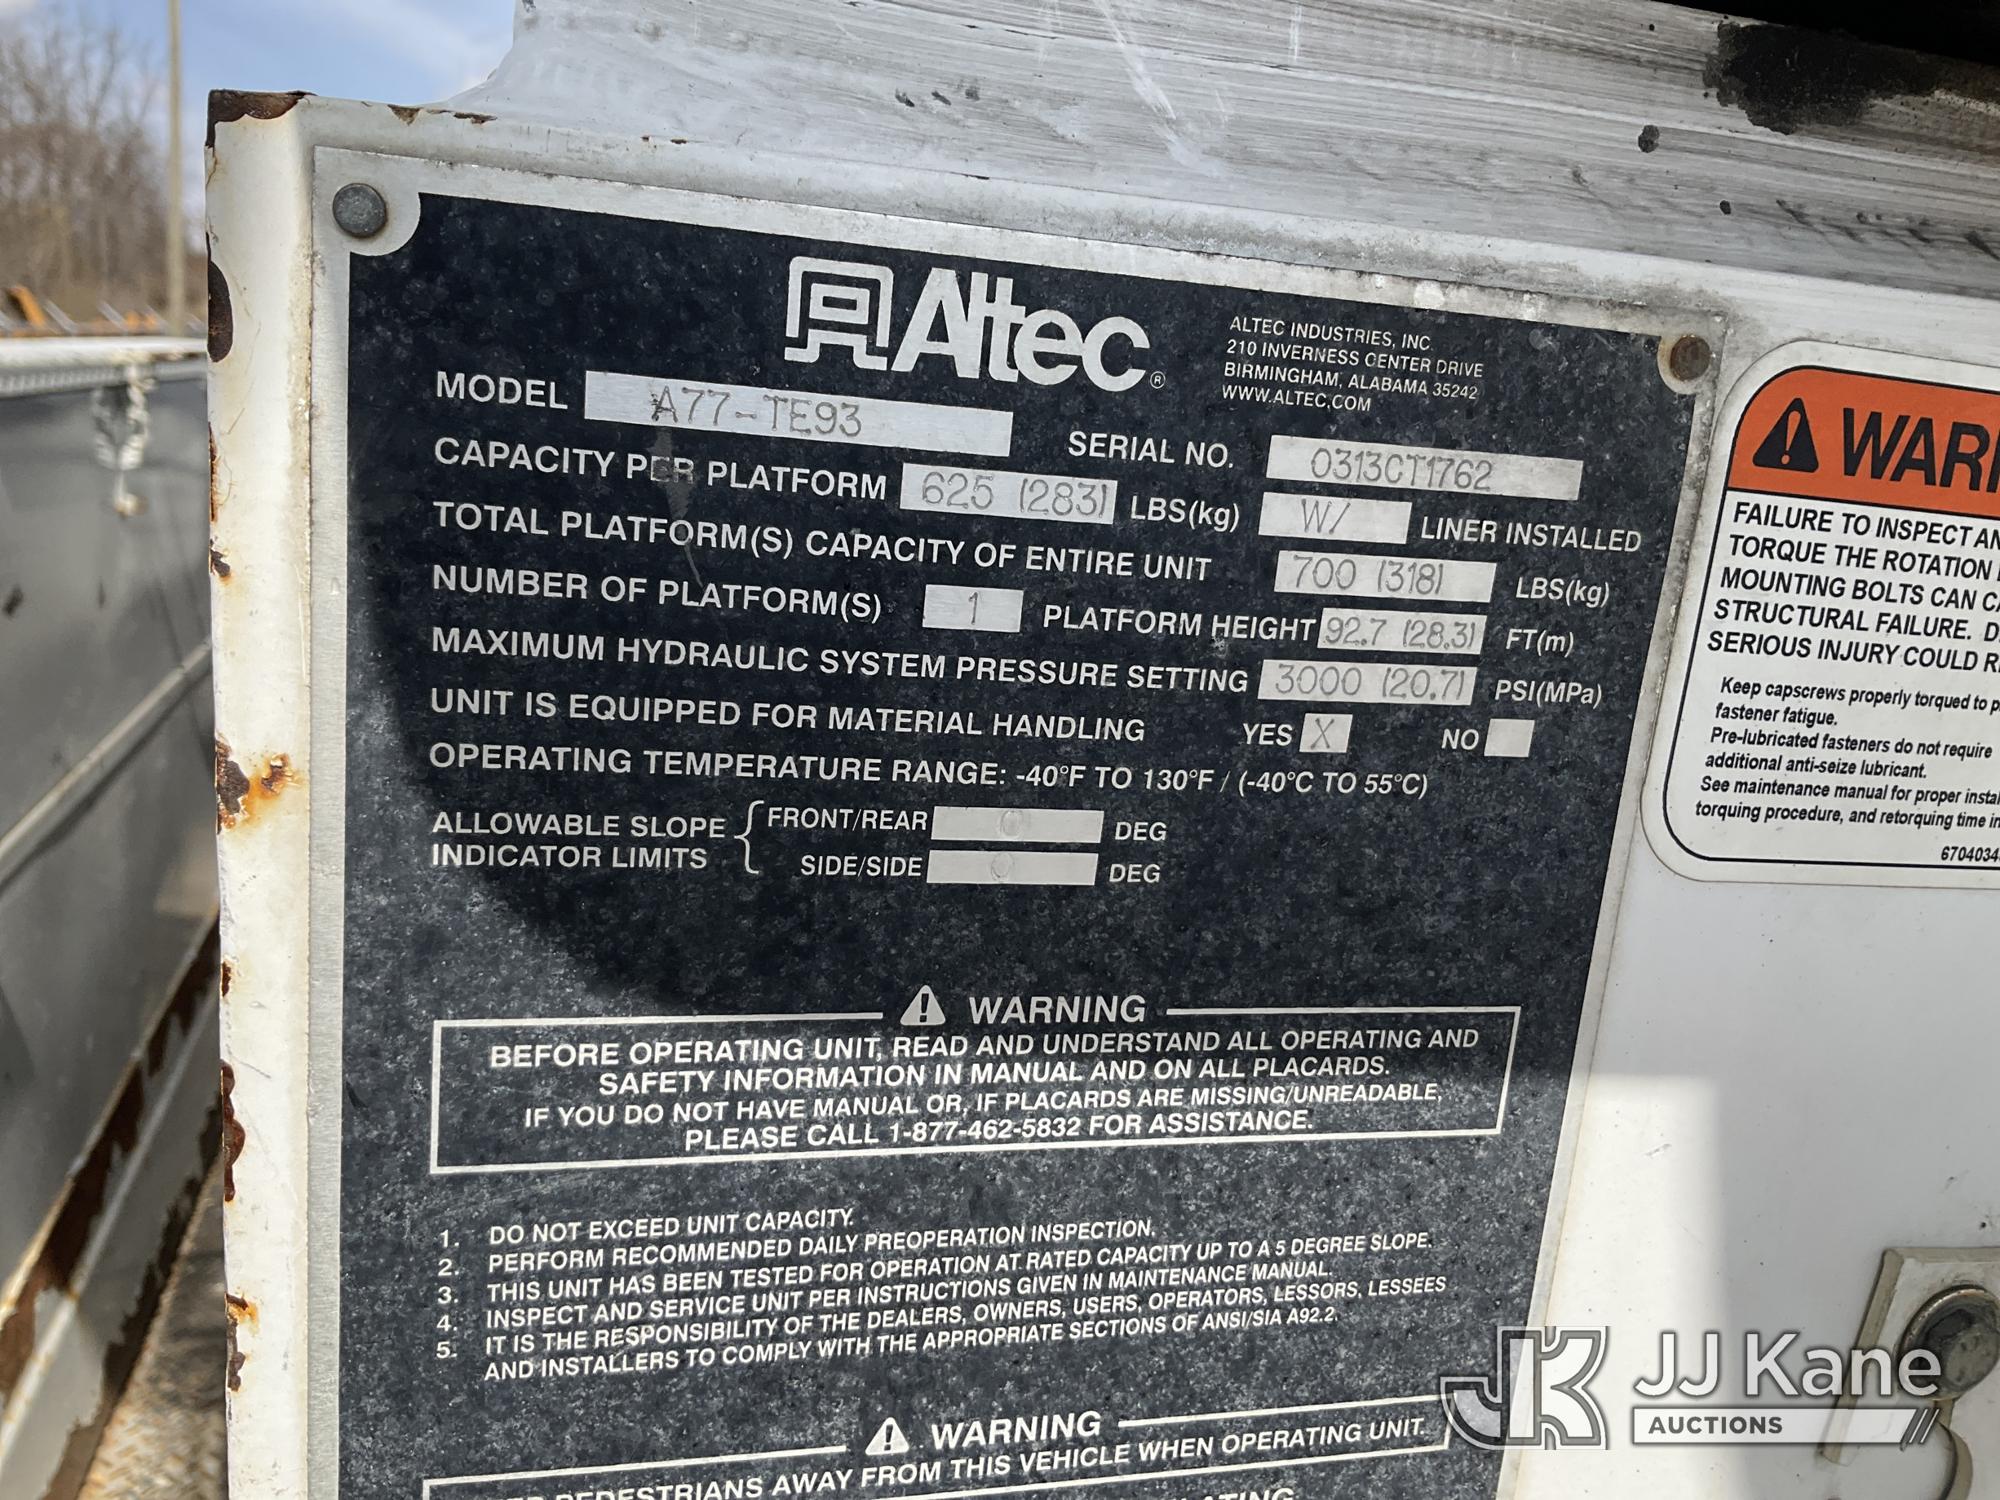 Altec®
ALTEC INDUSTRIES, INC.
210 INVERNESS CENTER DRIVE
BIRMINGHAM, ALABAMA 35242
WWW.ALTEC.COM
MODEL A77-TE93
SERIAL NO. 0313CT1762
CAPACITY PER PLATFORM 625 (283) LBS(kg) W/ LINER INSTALLED
TOTAL PLATFORM(S) CAPACITY OF ENTIRE UNIT 700 (318) LBS(kg)
NUMBER OF PLATFORM(S) 1 PLATFORM HEIGHT 92.7 (28.3) FT(m)
MAXIMUM HYDRAULIC SYSTEM PRESSURE SETTING 3000 (20.7) PSI(MPa)
UNIT IS EQUIPPED FOR MATERIAL HANDLING YES X NO
OPERATING TEMPERATURE RANGE: -40°F TO 130°F / (-40°C TO 55°C)
ALLOWABLE SLOPE INDICATOR LIMITS
FRONT/REAR 0 DEG
SIDE/SIDE 0 DEG
WARNING
BEFORE OPERATING UNIT, READ AND UNDERSTAND ALL OPERATING AND
SAFETY INFORMATION IN MANUAL AND ON ALL PLACARDS.
IF YOU DO NOT HAVE MANUAL OR, IF PLACARDS ARE MISSING/UNREADABLE,
PLEASE CALL 1-877-462-5832 FOR ASSISTANCE.
1. DO NOT EXCEED UNIT CAPACITY.
2. PERFORM RECOMMENDED DAILY PREOPERATION INSPECTION.
3. THIS UNIT HAS BEEN TESTED FOR OPERATION AT RATED CAPACITY UP TO A 5 DEGREE SLOPE.
4. INSPECT AND SERVICE UNIT PER INSTRUCTIONS GIVEN IN MAINTENANCE MANUAL.
5. IT IS THE RESPONSIBILITY OF THE DEALERS, OWNERS, USERS, OPERATORS, LESSORS, LESSEES
AND INSTALLERS TO COMPLY WITH THE APPROPRIATE SECTIONS OF ANSI/SIA A92.2.
WARNING
PEDESTRIANS AWAY FROM THIS VEHICLE WHEN OPERATING UNIT.
FAILURE TO INSPECT AN
TORQUE THE ROTATION
MOUNTING BOLTS CAN
STRUCTURAL FAILURE.
SERIOUS INJURY COULD
Keep capscrews properly torqued to
fastener fatigue.
Pre-lubricated fasteners do not require
additional anti-seize lubricant.
See maintenance manual for proper
torquing procedure, and retorquing time
JJ Kane
AUCTIONS